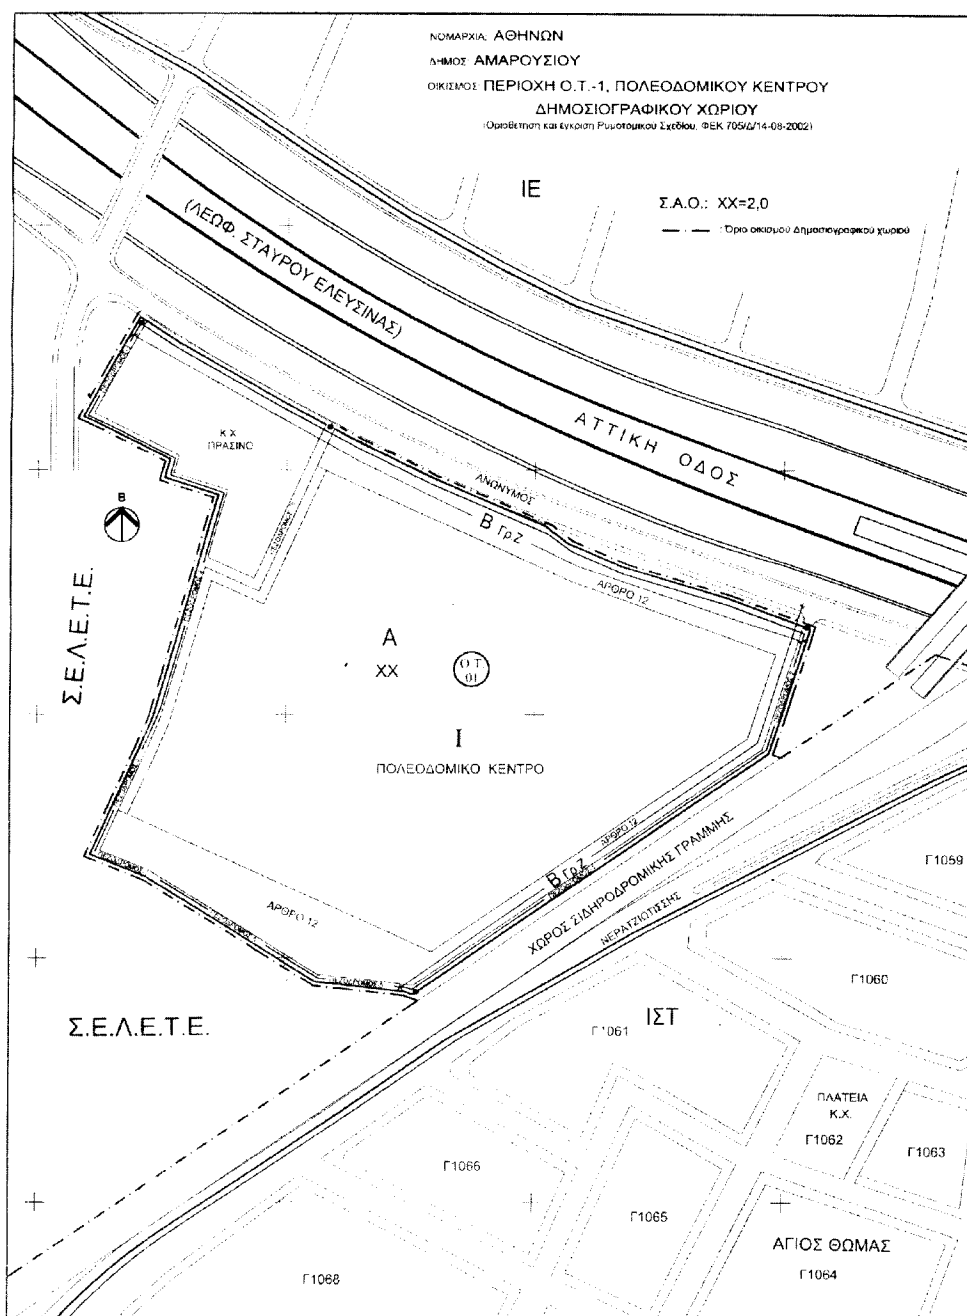 ΝΟΜΑΡΧΙΑ: ΑΘΗΝΩΝ
ΔΗΜΟΣ: ΑΜΑΡΟΥΣΙΟΥ
ΟΙΚΙΣΜΟΣ: ΠΕΡΙΟΧΗ Ο.Τ.-1, ΠΟΛΕΟΔΟΜΙΚΟΥ ΚΕΝΤΡΟΥ
ΔΗΜΟΣΙΟΓΡΑΦΙΚΟΥ ΧΩΡΙΟΥ
(Οριοθέτηση και έγκριση Ρυμοτομικού Σχεδίου, ΦΕΚ 705/Δ/14-08-2002)
ΙΕ
Σ.Α.Ο.: ΧΧ=2,0
: Όριο οικισμού Δημοσιογραφικού χωριού
(ΛΕΩΦ. ΣΤΑΥΡΟΥ ΕΛΕΥΣΙΝΑΣ)
ΑΤΤΙΚΗ ΟΔΟΣ
Κ.Χ
ΠΡΑΣΙΝΟ
ΑΝΩΝΥΜΟΣ
Β
Β ΓρΖ
ΑΡΘΡΟ 12
Σ.Ε.Λ.Ε.Τ.Ε.
Α
ΧΧ
Ο.Τ.
01
Ι
ΠΟΛΕΟΔΟΜΙΚΟ ΚΕΝΤΡΟ
ΑΡΘΡΟ 12
Β ΓρΖ
ΧΩΡΟΣ ΣΙΔΗΡΟΔΡΟΜΙΚΗΣ ΓΡΑΜΜΗΣ
ΝΕΡΑΤΖΙΩΤΙΣΣΗΣ
Γ1059
ΑΡΘΡΟ 12
Γ1060
Σ.Ε.Λ.Ε.Τ.Ε.
Γ1061
ΙΣΤ
ΠΛΑΤΕΙΑ
Κ.Χ.
Γ1062
Γ1063
Γ1066
Γ1065
ΑΓΙΟΣ ΘΩΜΑΣ
Γ1064
Γ1068